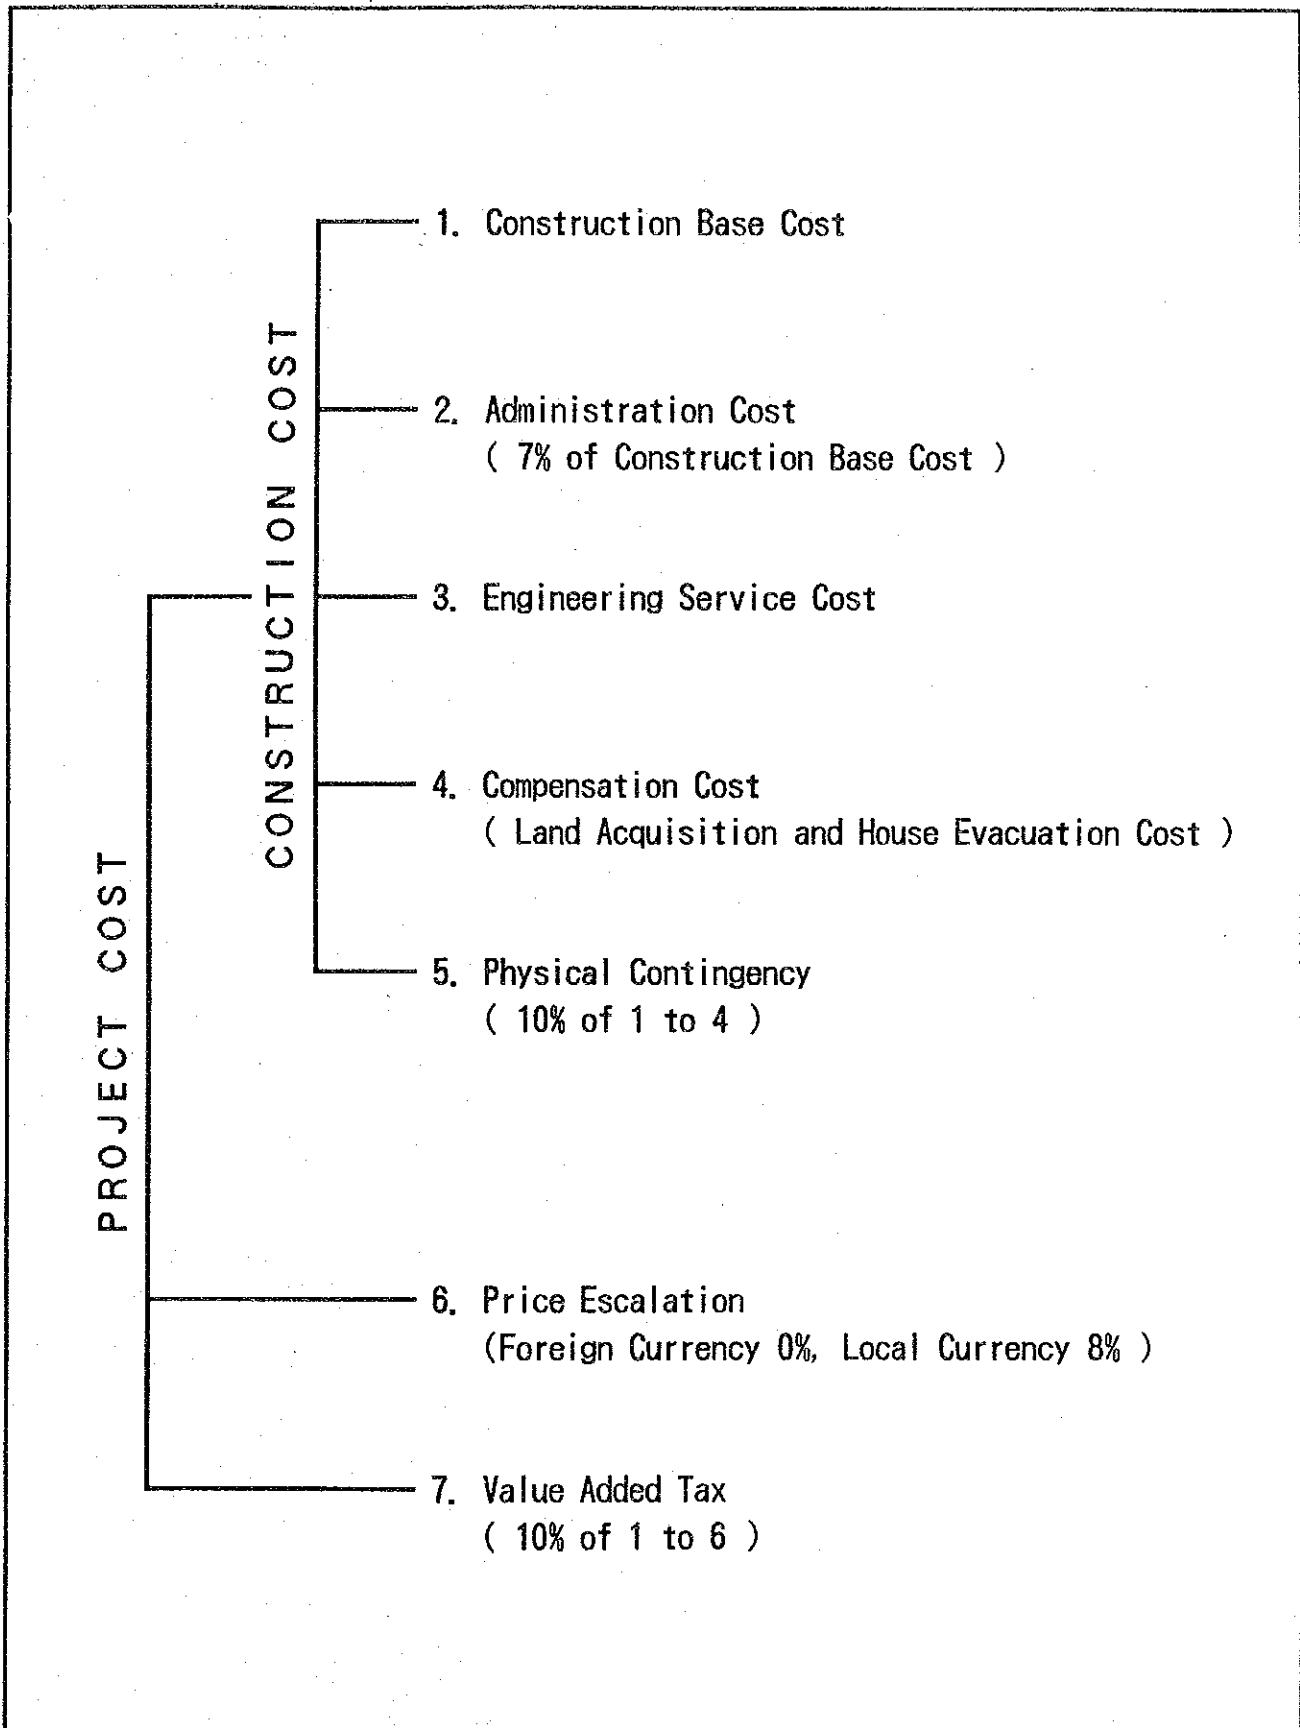 PROJECT COST
CONSTRUCTION COST
1. Construction Base Cost
2. Administration Cost
( 7% of Construction Base Cost )
3. Engineering Service Cost
4. Compensation Cost
( Land Acquisition and House Evacuation Cost )
5. Physical Contingency
( 10% of 1 to 4 )
6. Price Escalation
(Foreign Currency 0%, Local Currency 8% )
7. Value Added Tax
( 10% of 1 to 6 )